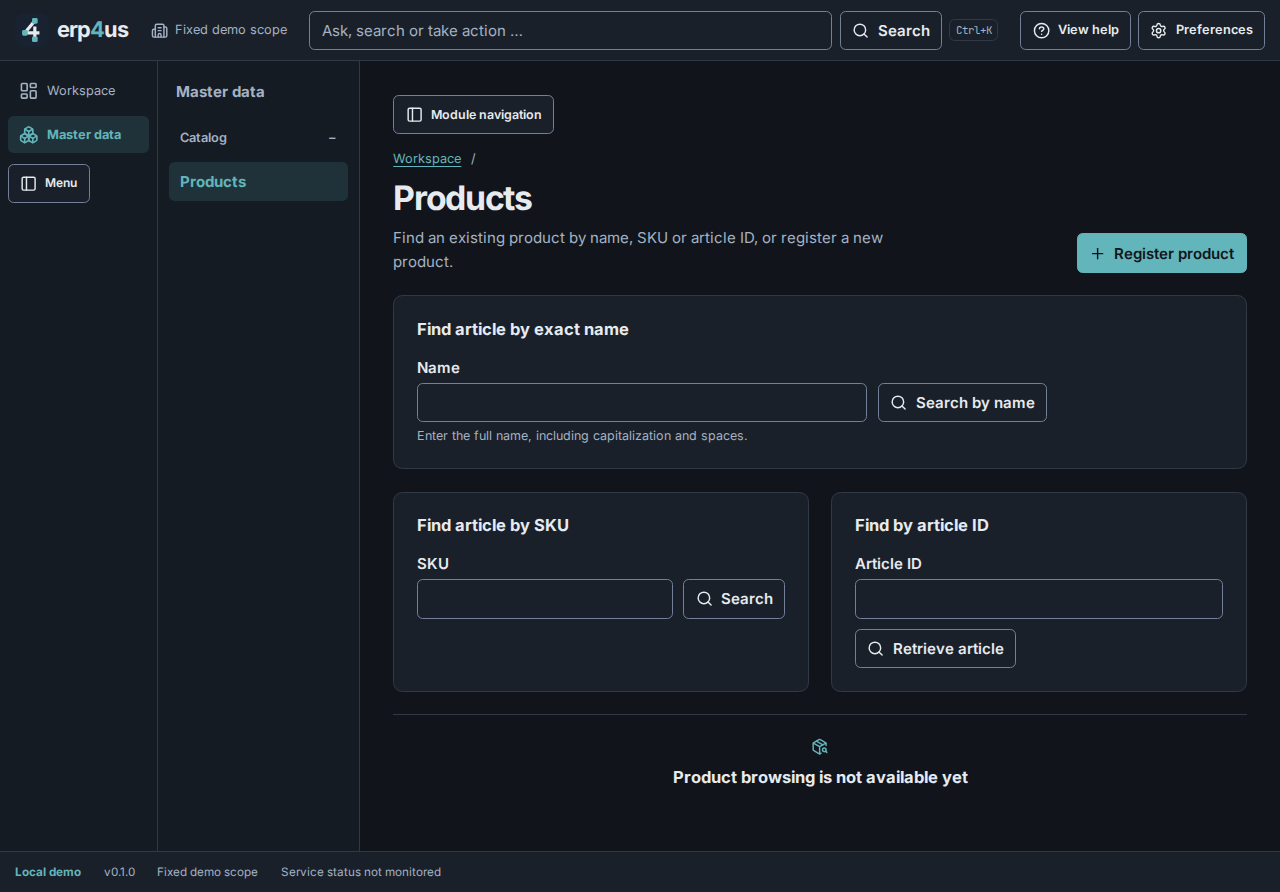 erp4us
Fixed demo scope
Ask, search or take action ...
Search
Ctrl+K
View help
Preferences
Workspace
Master data
Menu
Master data
Catalog –
Products
Module navigation
Workspace /
Products
Find an existing product by name, SKU or article ID, or register a new
product.
Register product
Find article by exact name
Name
Search by name
Enter the full name, including capitalization and spaces.
Find article by SKU
SKU
Search
Find by article ID
Article ID
Retrieve article
Product browsing is not available yet
Local demo v0.1.0 Fixed demo scope Service status not monitored